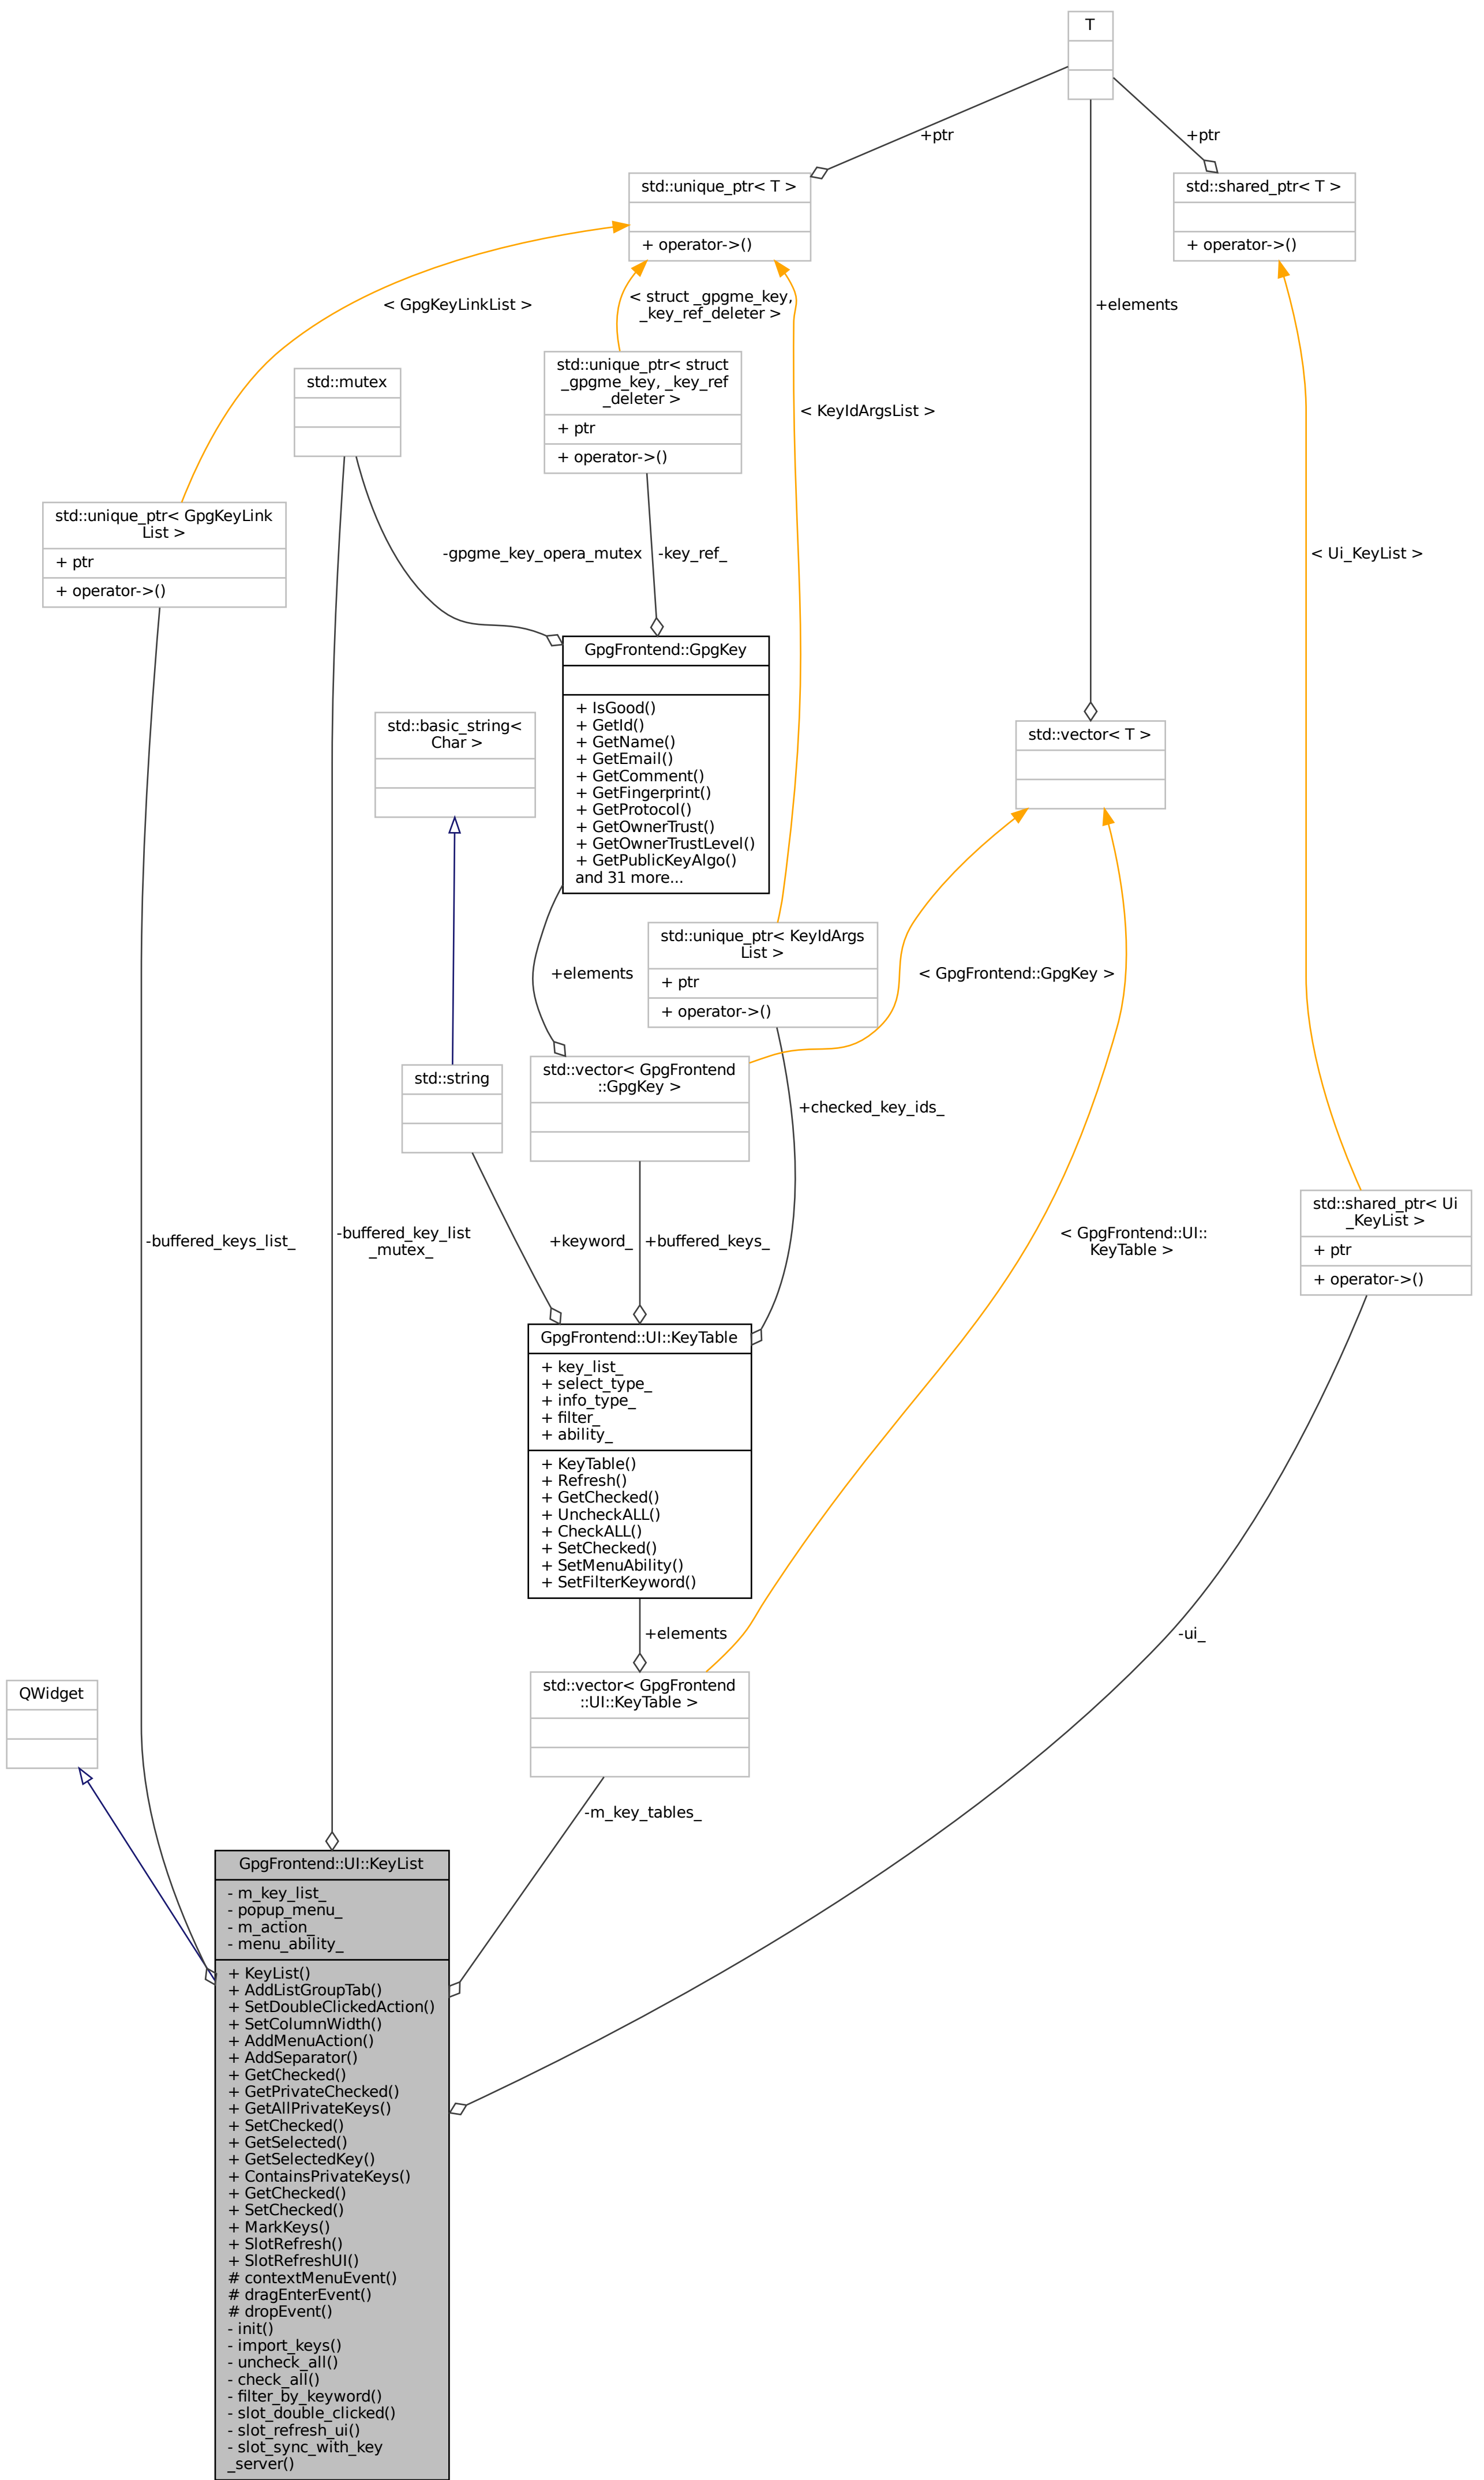 T
+ptr
+ptr
std::unique_ptr< T >
+ operator->()
std::shared_ptr< T >
+ operator->()
< GpgKeyLinkList >
< struct _gpgme_key,
_key_ref_deleter >
+elements
std::unique_ptr< struct
_gpgme_key, _key_ref
_deleter >
+ ptr
+ operator->()
std::mutex
< KeyIdArgsList >
std::unique_ptr< GpgKeyLink
List >
+ ptr
+ operator->()
-gpgme_key_opera_mutex
-key_ref_
< Ui_KeyList >
GpgFrontend::GpgKey
+ IsGood()
+ GetId()
+ GetName()
+ GetEmail()
+ GetComment()
+ GetFingerprint()
+ GetProtocol()
+ GetOwnerTrust()
+ GetOwnerTrustLevel()
+ GetPublicKeyAlgo()
and 31 more...
std::basic_string<
Char >
std::vector< T >
std::unique_ptr< KeyIdArgs
List >
+ ptr
+ operator->()
+elements
< GpgFrontend::GpgKey >
std::string
std::vector< GpgFrontend
::GpgKey >
+checked_key_ids_
std::shared_ptr< Ui
_KeyList >
+ ptr
+ operator->()
-buffered_keys_list_
-buffered_key_list
_mutex_
+keyword_
+buffered_keys_
< GpgFrontend::UI::
KeyTable >
GpgFrontend::UI::KeyTable
+ key_list_
+ select_type_
+ info_type_
+ filter_
+ ability_
+ KeyTable()
+ Refresh()
+ GetChecked()
+ UncheckALL()
+ CheckALL()
+ SetChecked()
+ SetMenuAbility()
+ SetFilterKeyword()
+elements
-ui_
QWidget
std::vector< GpgFrontend
::UI::KeyTable >
-m_key_tables_
GpgFrontend::UI::KeyList
- m_key_list_
- popup_menu_
- m_action_
- menu_ability_
+ KeyList()
+ AddListGroupTab()
+ SetDoubleClickedAction()
+ SetColumnWidth()
+ AddMenuAction()
+ AddSeparator()
+ GetChecked()
+ GetPrivateChecked()
+ GetAllPrivateKeys()
+ SetChecked()
+ GetSelected()
+ GetSelectedKey()
+ ContainsPrivateKeys()
+ GetChecked()
+ SetChecked()
+ MarkKeys()
+ SlotRefresh()
+ SlotRefreshUI()
# contextMenuEvent()
# dragEnterEvent()
# dropEvent()
- init()
- import_keys()
- uncheck_all()
- check_all()
- filter_by_keyword()
- slot_double_clicked()
- slot_refresh_ui()
- slot_sync_with_key
_server()